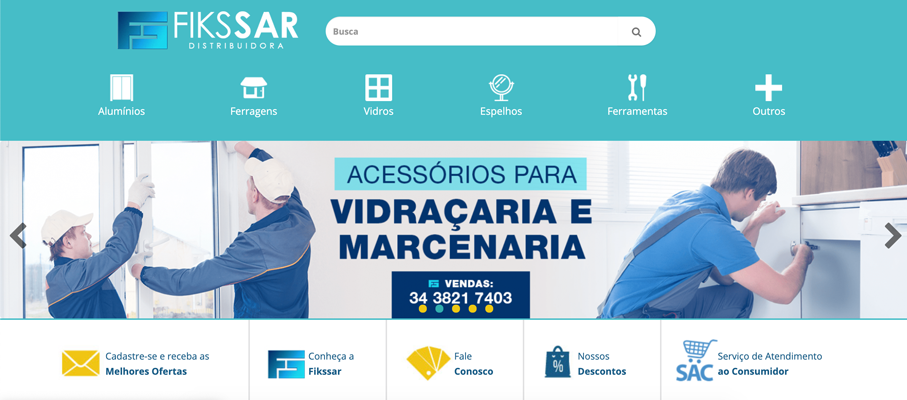 FIKSSAR
DISTRIBUIDORA
Busca
Alumínios
Ferragens
Vidros
Espelhos
Ferramentas
Outros
ACESSÓRIOS PARA
VIDRAÇARIA E
MARCENARIA
VENDAS:
34 3821 7403
Cadastre-se e receba as
Melhores Ofertas
Conheça a
Fikssar
Fale
Conosco
%
Nossos
Descontos
SAC
Serviço de Atendimento
ao Consumidor